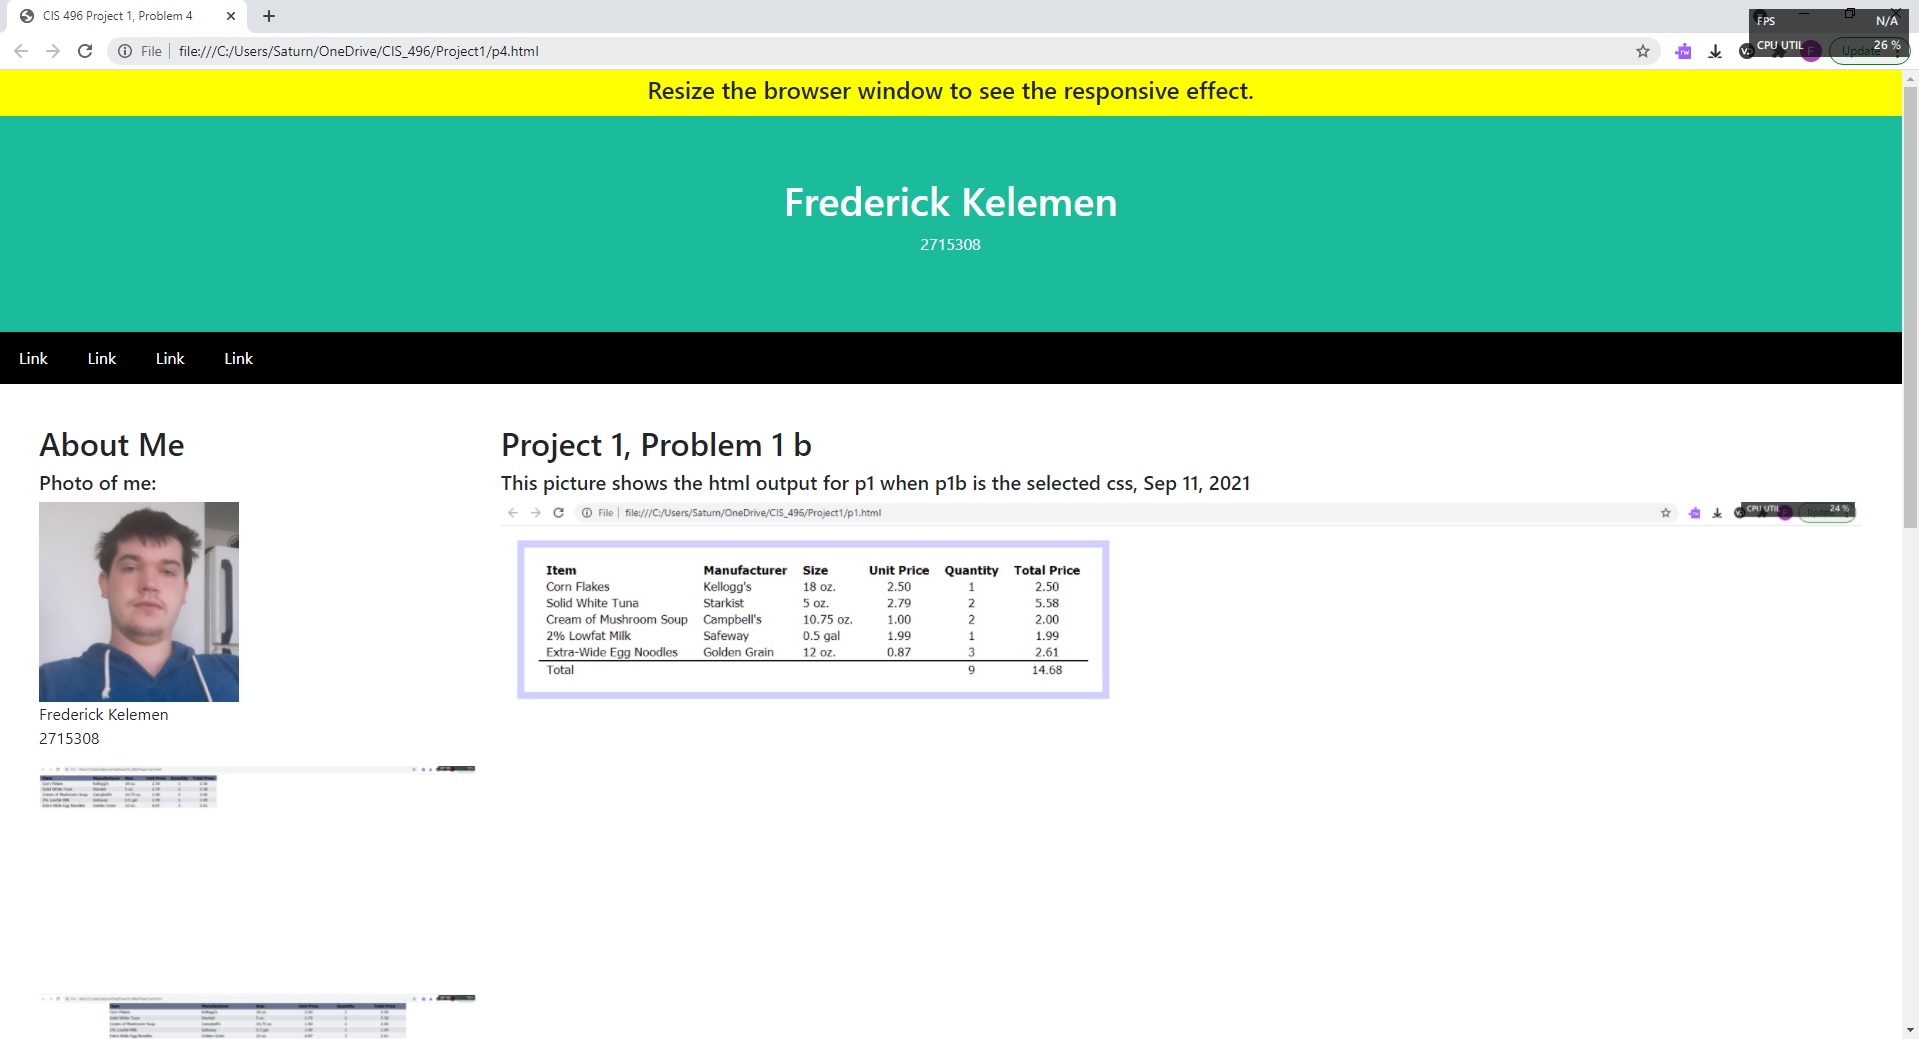 CIS 496 Project 1, Problem 4
FPS N/A
File file:///C:/Users/Saturn/OneDrive/CIS_496/Project1/p4.html
CPU UTIL 26 %
Update
Resize the browser window to see the responsive effect.
Frederick Kelemen
2715308
Link Link Link Link
About Me
Photo of me:
Frederick Kelemen
2715308
Project 1, Problem 1 b
This picture shows the html output for p1 when p1b is the selected css, Sep 11, 2021
File file:///C:/Users/Saturn/OneDrive/CIS_496/Project1/p1.html
CPU UTIL 24 %
Item Manufacturer Size Unit Price Quantity Total Price
Corn Flakes Kellogg's 18 oz. 2.50 1 2.50
Solid White Tuna Starkist 5 oz. 2.79 2 5.58
Cream of Mushroom Soup Campbell's 10.75 oz. 1.00 2 2.00
2% Lowfat Milk Safeway 0.5 gal 1.99 1 1.99
Extra-Wide Egg Noodles Golden Grain 12 oz. 0.87 3 2.61
Total 9 14.68